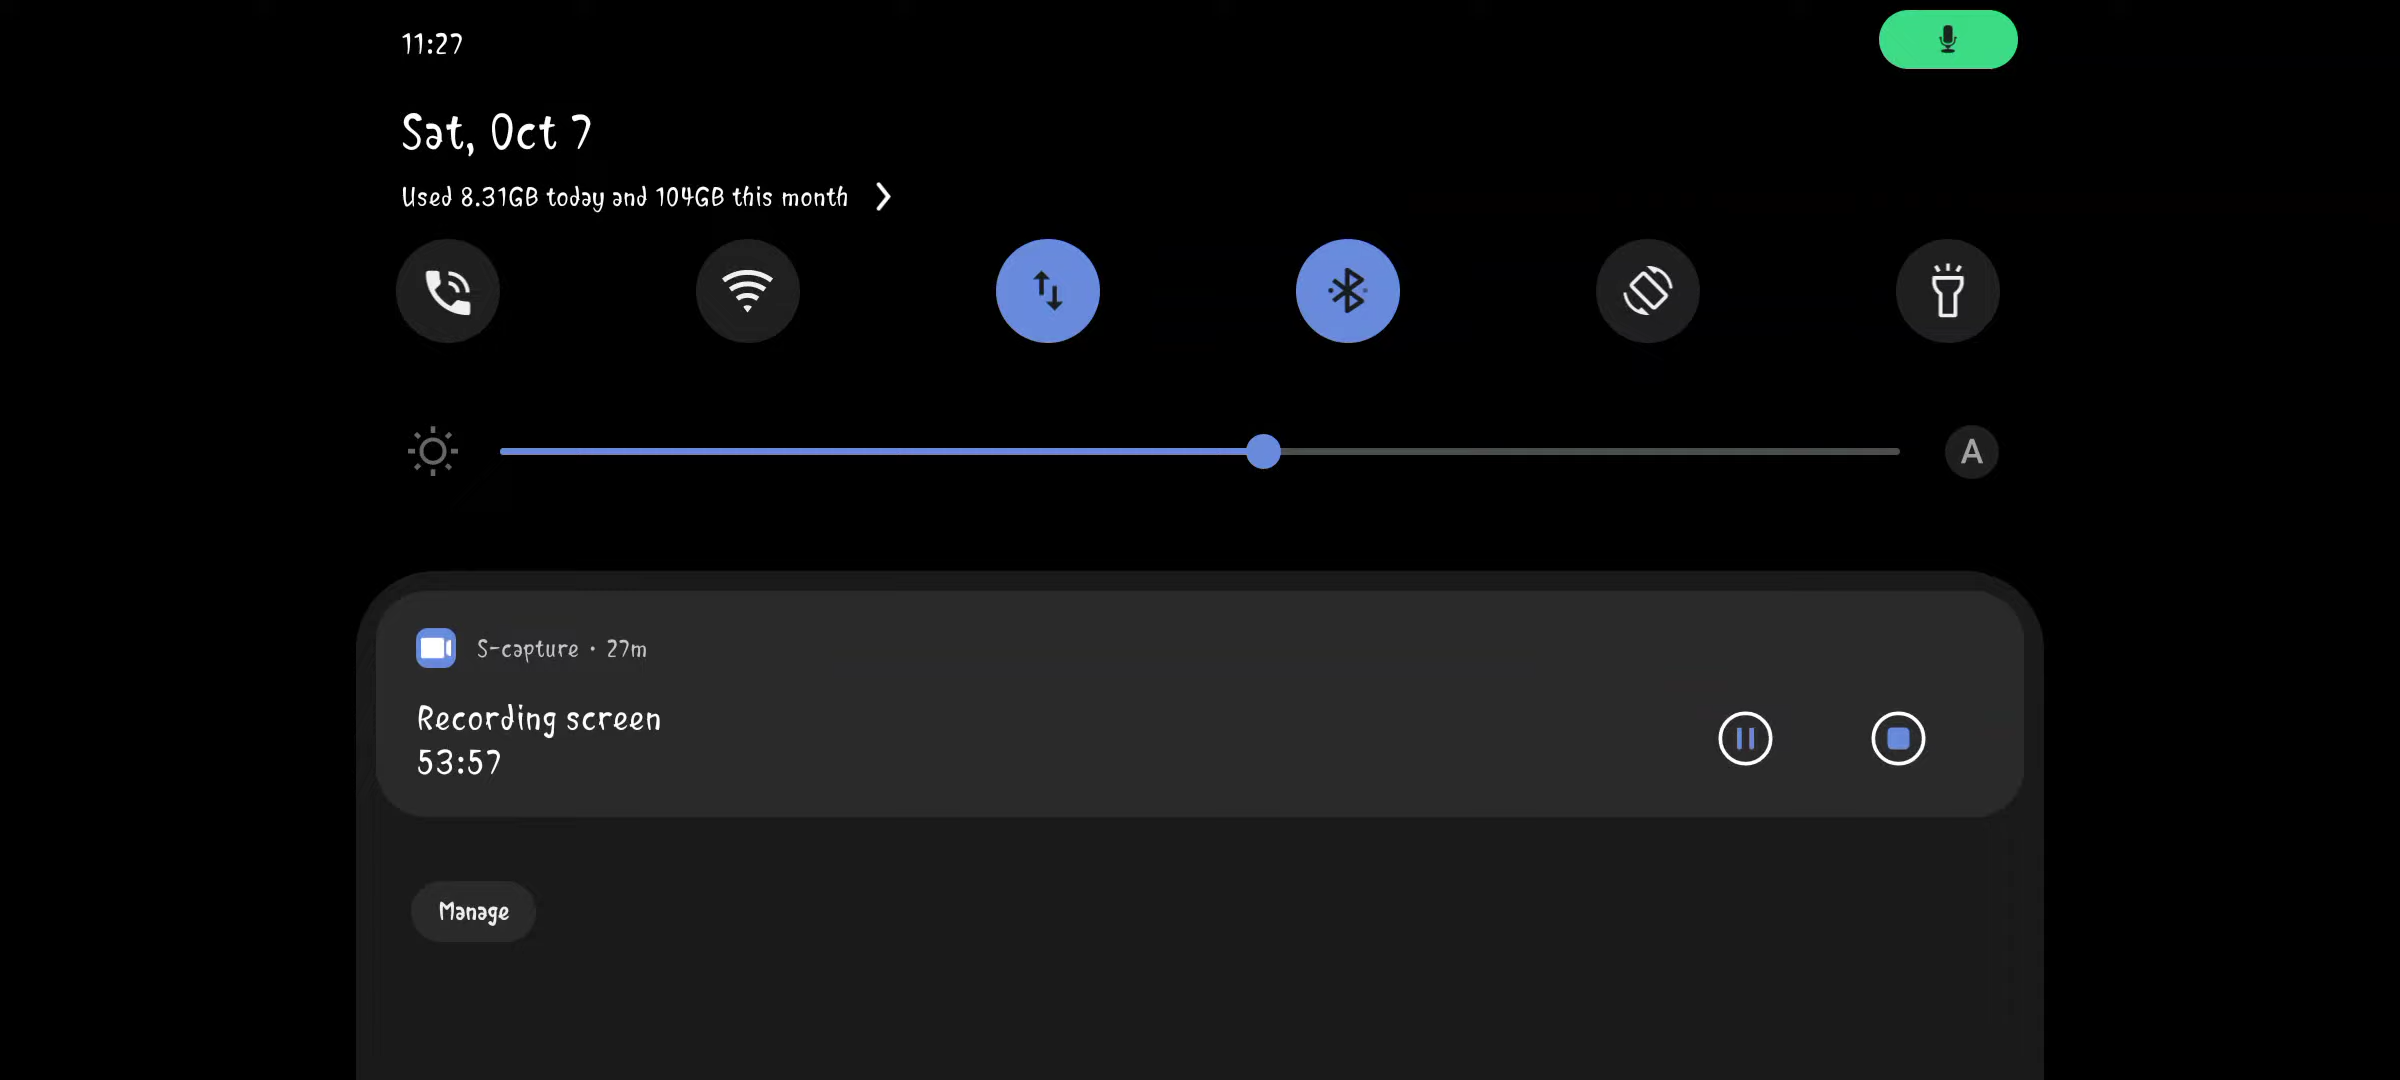 11:27
Sat, Oct 7
Used 8.31GB today and 104GB this month
A
S-capture • 27m
Recording screen
53:57
Manage